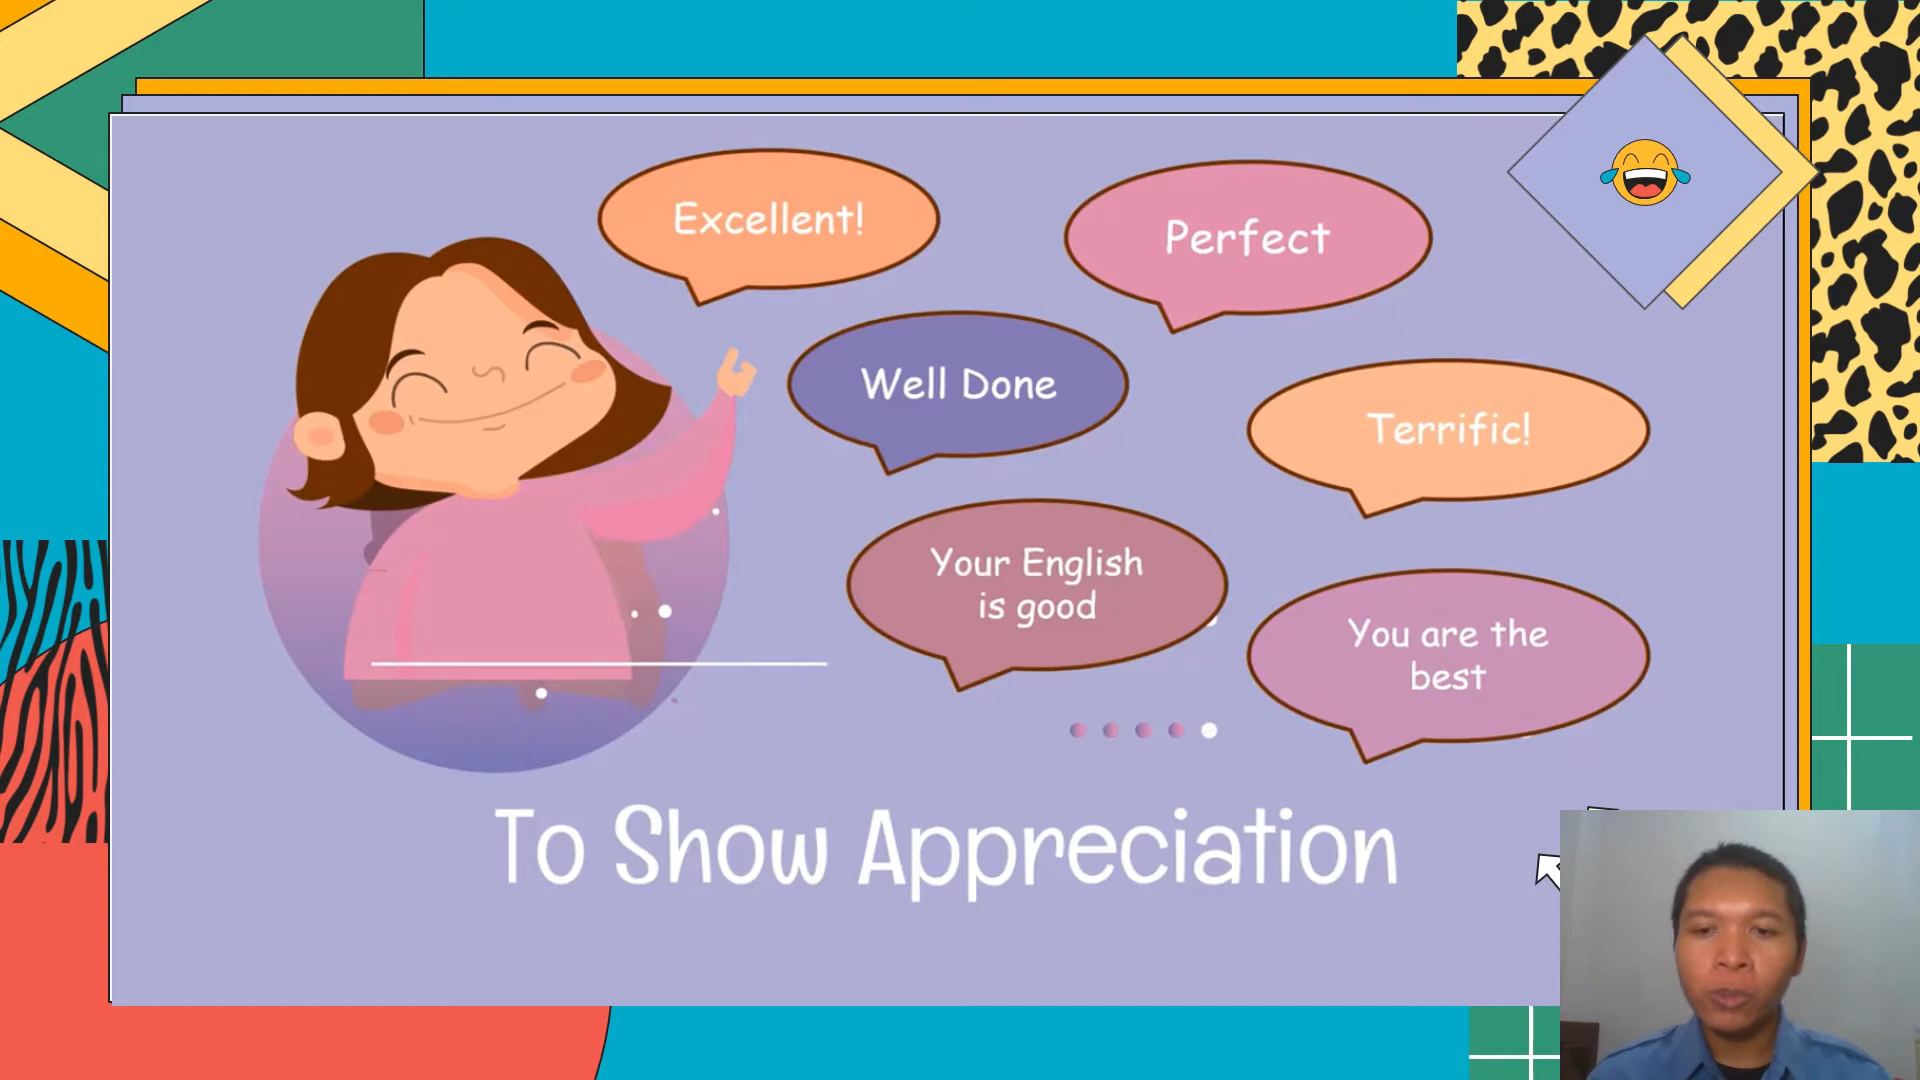 Excellent!
Perfect
Well Done
Terrific!
Your English
is good
You are the
best
To Show Appreciation